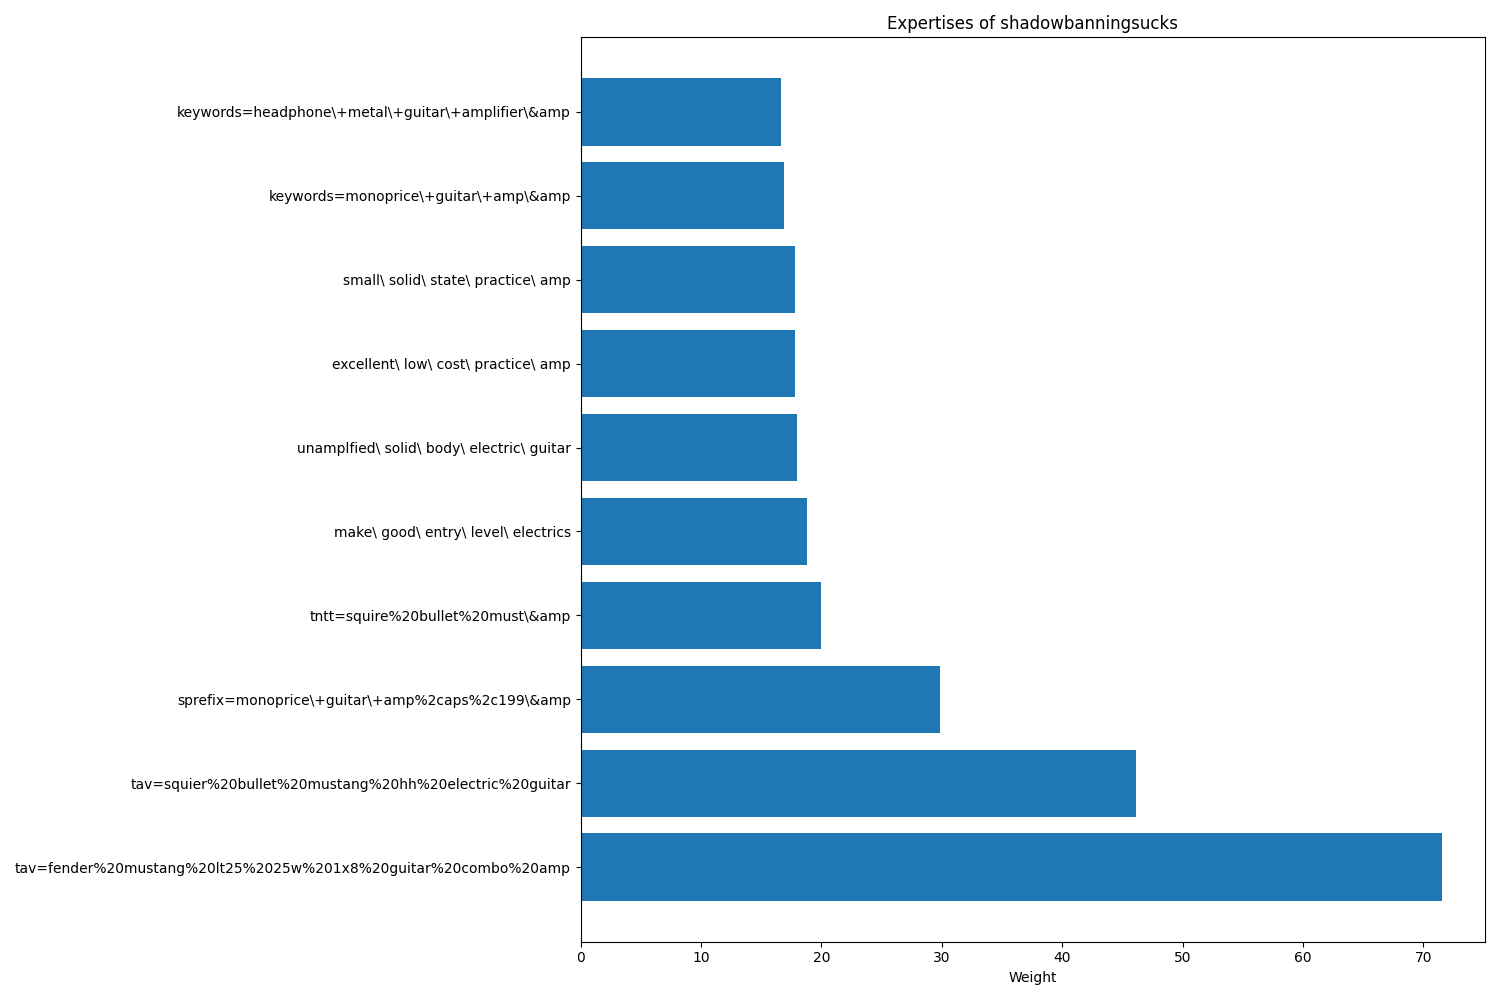 Expertises of shadowbanningsucks
keywords=headphone\+metal\+guitar\+amplifier\&amp
keywords=monoprice\+guitar\+amp\&amp
small\ solid\ state\ practice\ amp
excellent\ low\ cost\ practice\ amp
unamplfied\ solid\ body\ electric\ guitar
make\ good\ entry\ level\ electrics
tntt=squire%20bullet%20must\&amp
sprefix=monoprice\+guitar\+amp%2caps%2c199\&amp
tav=squier%20bullet%20mustang%20hh%20electric%20guitar
tav=fender%20mustang%20lt25%2025w%201x8%20guitar%20combo%20amp
0 10 20 30 40 50 60 70
Weight